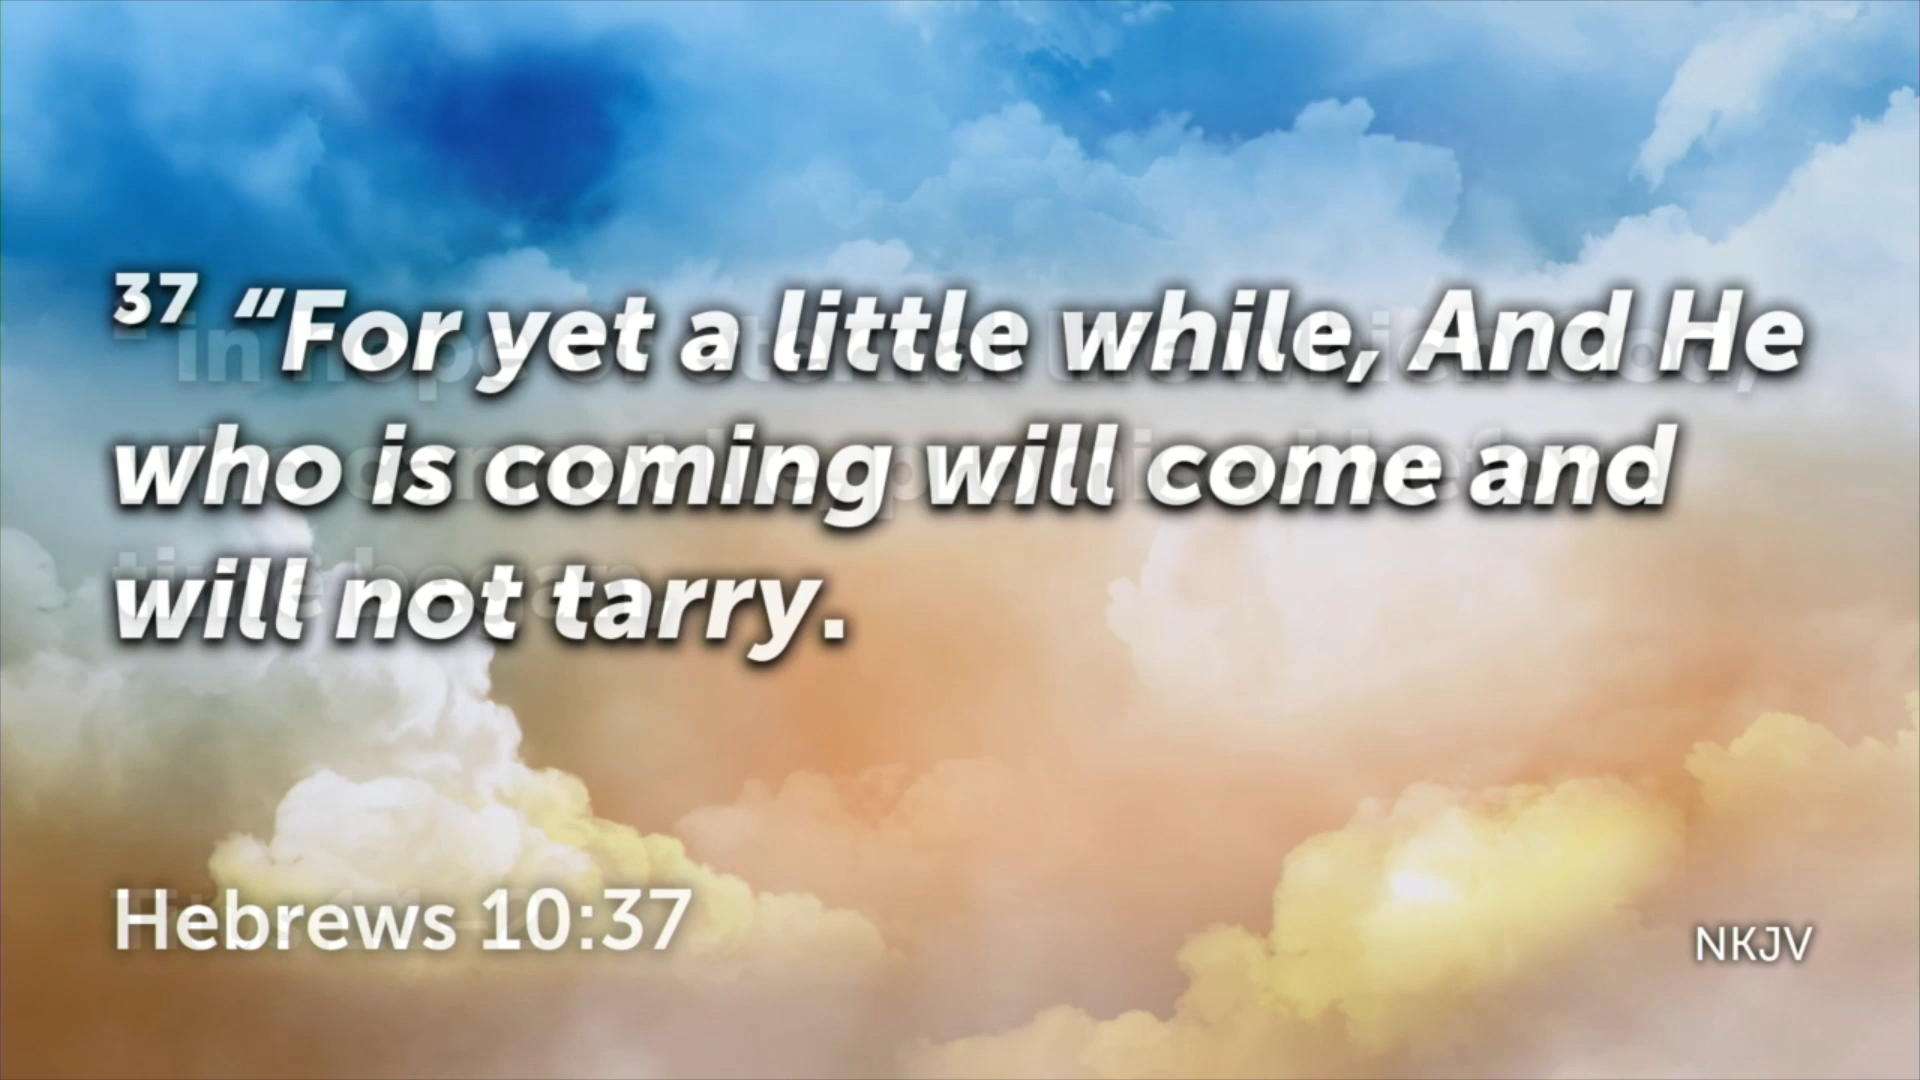 37 “For yet a little while, And He
who is coming will come and
will not tarry.
Hebrews 10:37
NKJV